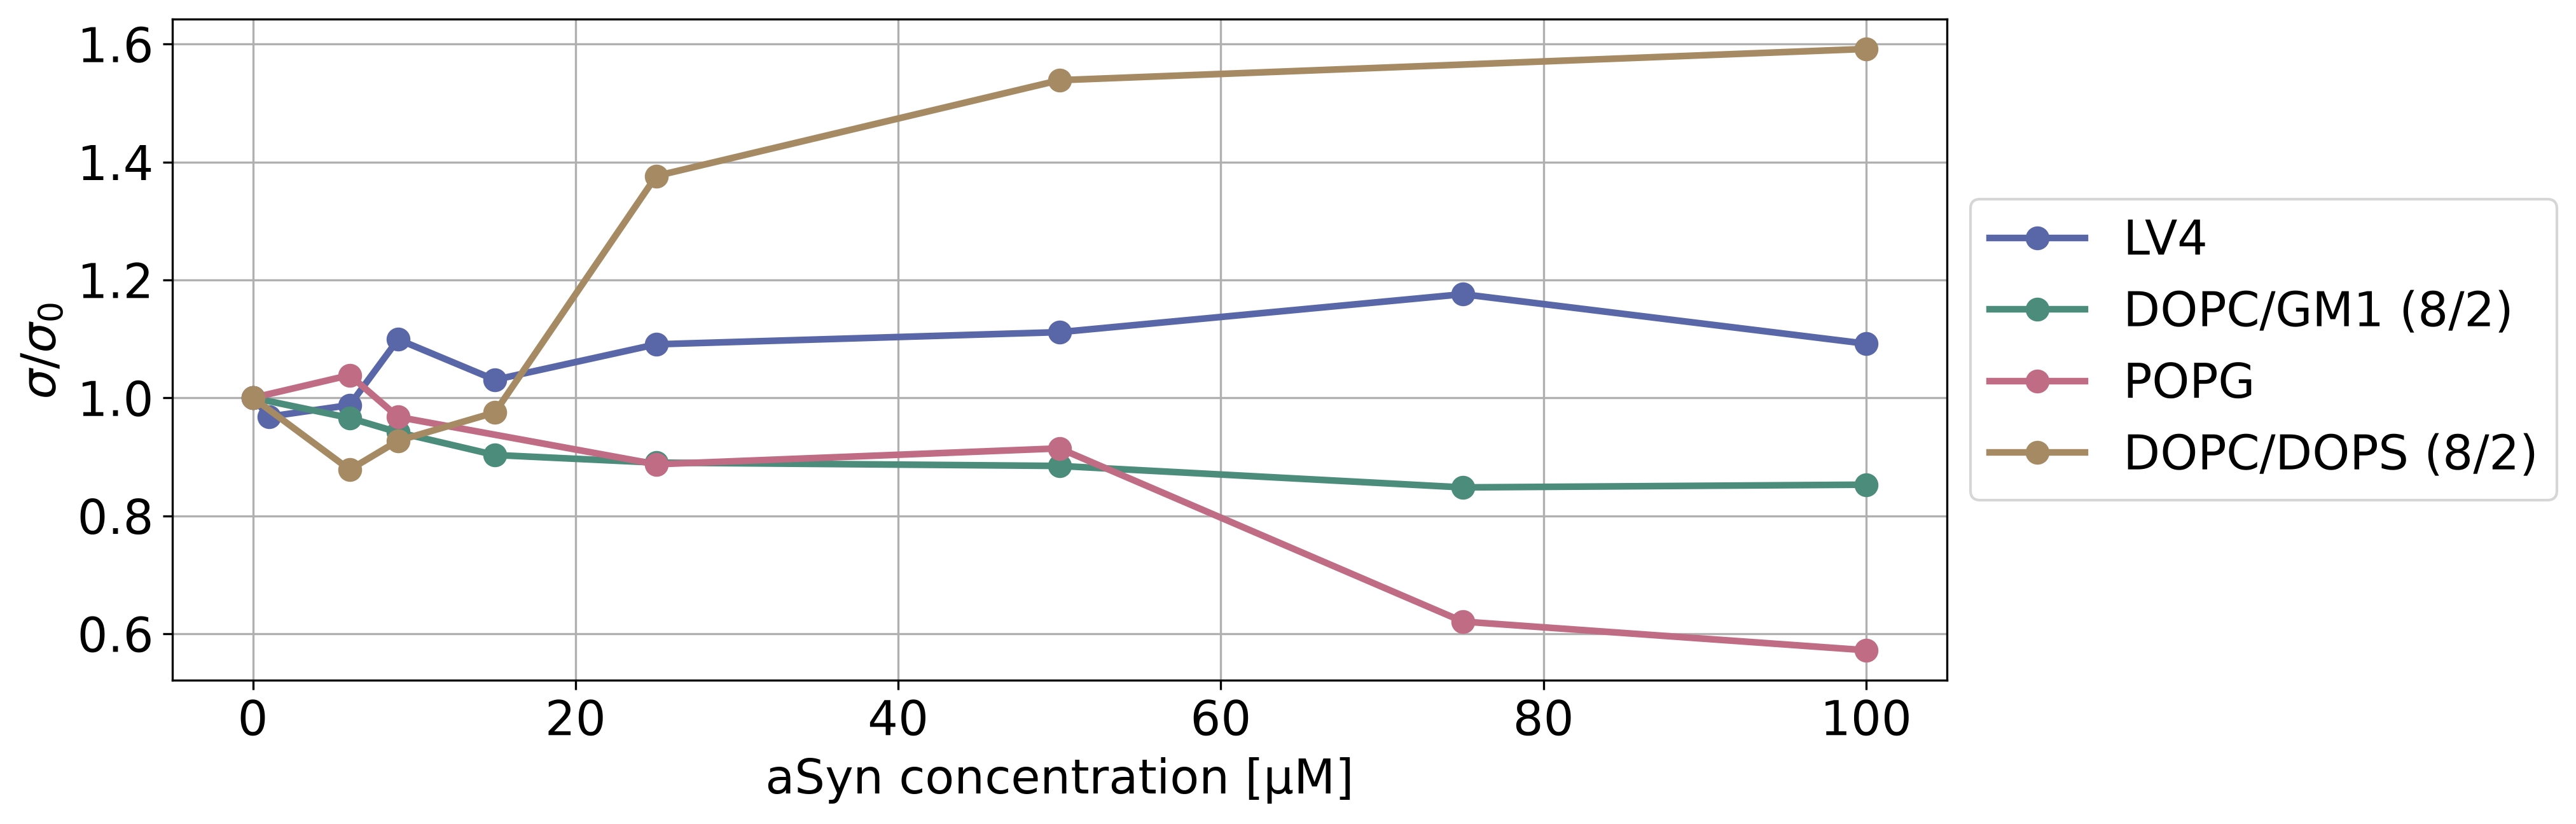 σ/σ₀
1.6
1.4
1.2
1.0
0.8
0.6
0 20 40 60 80 100
aSyn concentration [µM]
LV4
DOPC/GM1 (8/2)
POPG
DOPC/DOPS (8/2)